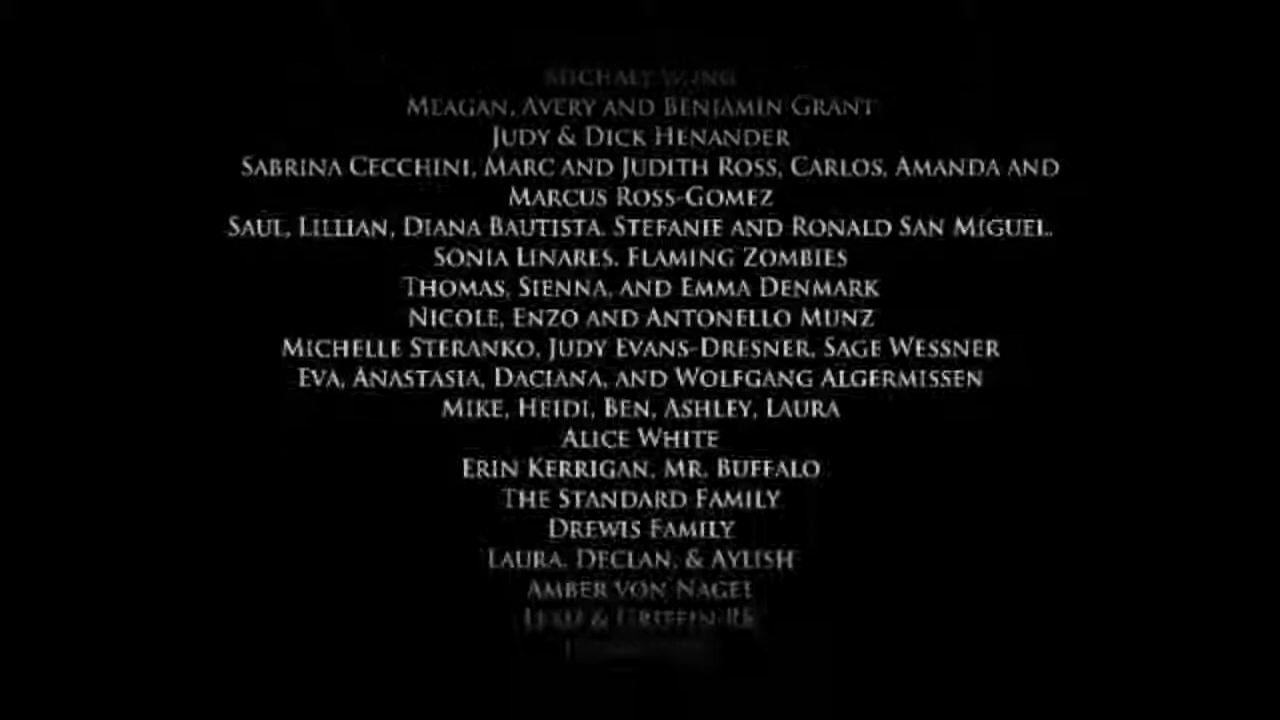 MEAGAN, AVERY AND BENJAMIN GRANT
JUDY & DICK HENANDER
SABRINA CECCHINI, MARC AND JUDITH ROSS, CARLOS, AMANDA AND
MARCUS ROSS-GOMEZ
SAUL, LILLIAN, DIANA BAUTISTA, STEFANIE AND RONALD SAN MIGUEL,
SONIA LINARES, FLAMING ZOMBIES
THOMAS, SIENNA, AND EMMA DENMARK
NICOLE, ENZO AND ANTONELLO MUNZ
MICHELLE STERANKO, JUDY EVANS-DRESNER, SAGE WESSNER
EVA, ANASTASIA, DACIANA, AND WOLFGANG ALGERMISSEN
MIKE, HEIDI, BEN, ASHLEY, LAURA
ALICE WHITE
ERIN KERRIGAN, MR. BUFFALO
THE STANDARD FAMILY
DREWIS FAMILY
LAURA, DECLAN, & AYLISH
AMBER VON NAGEL